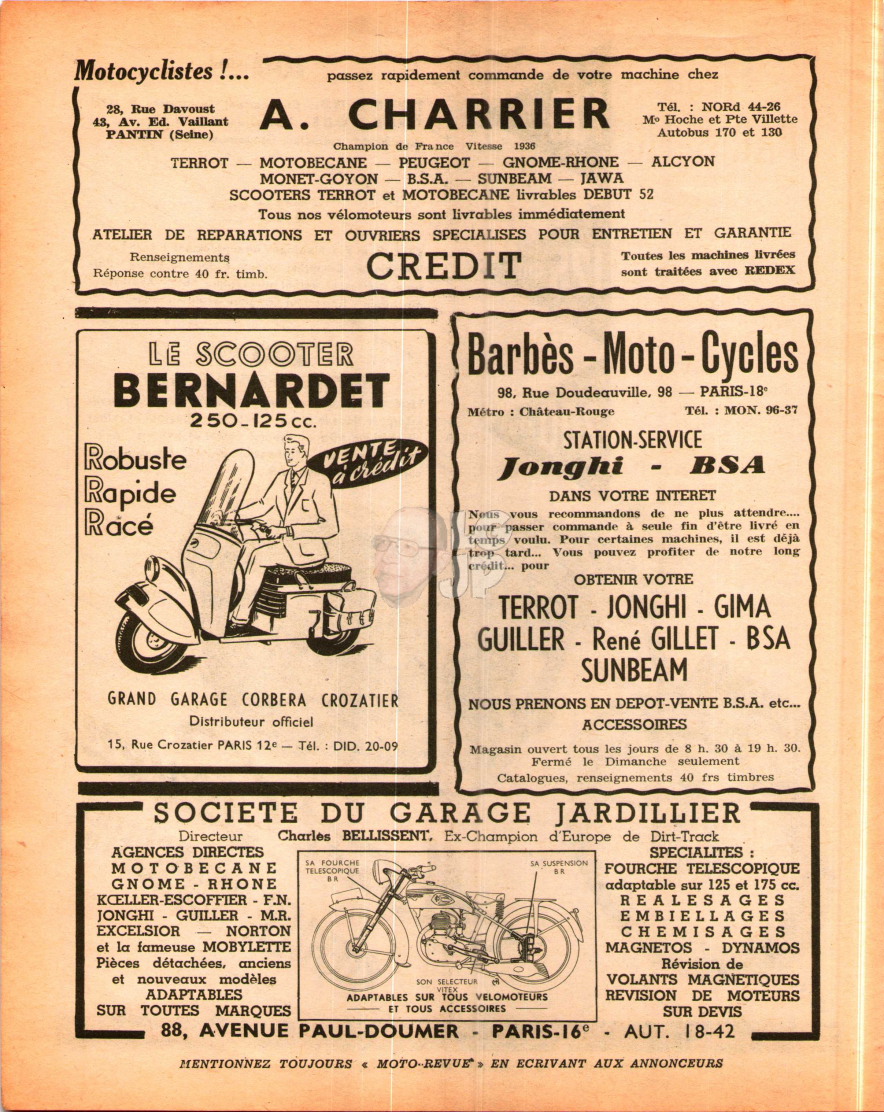 Motocyclistes !...
passez rapidement commande de votre machine chez
28, Rue Davoust
43, Av. Ed. Vaillant
PANTIN (Seine)
A. CHARRIER
Tél. : NORd 44-26
Mº Hoche et Pte Villette
Autobus 170 et 130
Champion de France Vitesse 1936
TERROT — MOTOBECANE — PEUGEOT — GNOME-RHONE — ALCYON
MONET-GOYON — B.S.A. — SUNBEAM — JAWA
SCOOTERS TERROT et MOTOBECANE livrables DEBUT 52
Tous nos vélomoteurs sont livrables immédiatement
ATELIER DE REPARATIONS ET OUVRIERS SPECIALISES POUR ENTRETIEN ET GARANTIE
Renseignements
Réponse contre 40 fr. timb.
CREDIT
Toutes les machines livrées
sont traitées avec REDEX
LE SCOOTER
BERNARDET
250-125 cc.
Robuste
Rapide
Racé
VENTE
à crédit
GRAND GARAGE CORBERA CROZATIER
Distributeur officiel
15, Rue Crozatier PARIS 12e — Tél. : DID. 20-09
Barbès - Moto - Cycles
98, Rue Doudeauville, 98 — PARIS-18e
Métro : Château-Rouge Tél. : MON. 96-37
STATION-SERVICE
Jonghi - BSA
DANS VOTRE INTERET
Nous vous recommandons de ne plus attendre....
pour passer commande à seule fin d'être livré en
temps voulu. Pour certaines machines, il est déjà
trop tard... Vous pouvez profiter de notre long
crédit... pour
OBTENIR VOTRE
TERROT - JONGHI - GIMA
GUILLER - René GILLET - BSA
SUNBEAM
NOUS PRENONS EN DEPOT-VENTE B.S.A. etc...
ACCESSOIRES
Magasin ouvert tous les jours de 8 h. 30 à 19 h. 30.
Fermé le Dimanche seulement
Catalogues, renseignements 40 frs timbres
JP
JP
SOCIETE DU GARAGE JARDILLIER
Directeur Charles BELLISSENT, Ex-Champion d'Europe de Dirt-Track
AGENCES DIRECTES
MOTOBECANE
GNOME - RHONE
KŒLLER-ESCOFFIER - F.N.
JONGHI - GUILLER - M.R.
EXCELSIOR — NORTON
et la fameuse MOBYLETTE
Pièces détachées, anciens
et nouveaux modèles
ADAPTABLES
SUR TOUTES MARQUES
SA FOURCHE
TELESCOPIQUE
BR
SA SUSPENSION
BR
SON SELECTEUR
VITEX
ADAPTABLES SUR TOUS VELOMOTEURS
ET TOUS ACCESSOIRES
SPECIALITES :
FOURCHE TELESCOPIQUE
adaptable sur 125 et 175 cc.
REALESAGES
EMBIELLAGES
CHEMISAGES
MAGNETOS - DYNAMOS
Révision de
VOLANTS MAGNETIQUES
REVISION DE MOTEURS
SUR DEVIS
88, AVENUE PAUL-DOUMER - PARIS-16e - AUT. 18-42
MENTIONNEZ TOUJOURS « MOTO-REVUE » EN ECRIVANT AUX ANNONCEURS